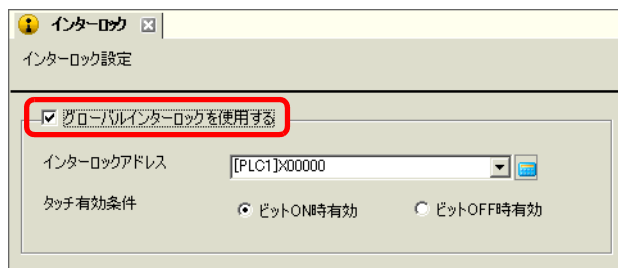 インターロック
インターロック設定
グローバルインターロックを使用する
インターロックアドレス [PLC1]X00000
タッチ有効条件 ビットON時有効 ビットOFF時有効